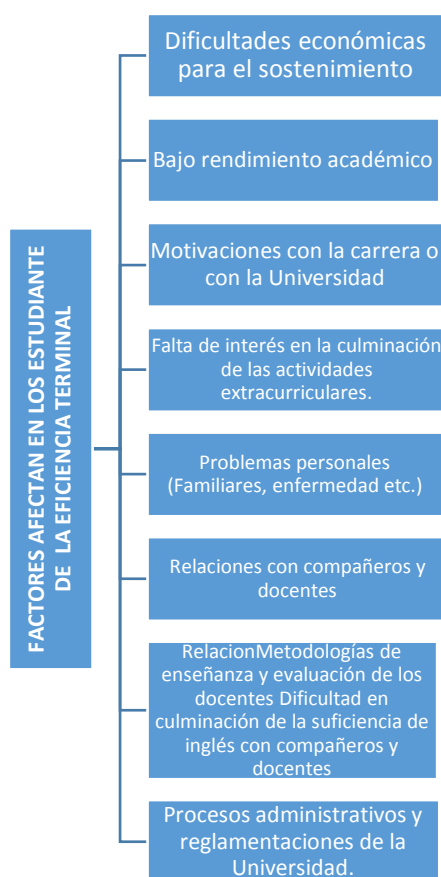 FACTORES AFECTAN EN LOS ESTUDIANTE
DE LA EFICIENCIA TERMINAL
Dificultades económicas
para el sostenimiento
Bajo rendimiento académico
Motivaciones con la carrera o
con la Universidad
Falta de interés en la culminación
de las actividades
extracurriculares.
Problemas personales
(Familiares, enfermedad etc.)
Relaciones con compañeros y
docentes
RelacionMetodologías de
enseñanza y evaluación de los
docentes Dificultad en
culminación de la suficiencia de
inglés con compañeros y
docentes
Procesos administrativos y
reglamentaciones de la
Universidad.